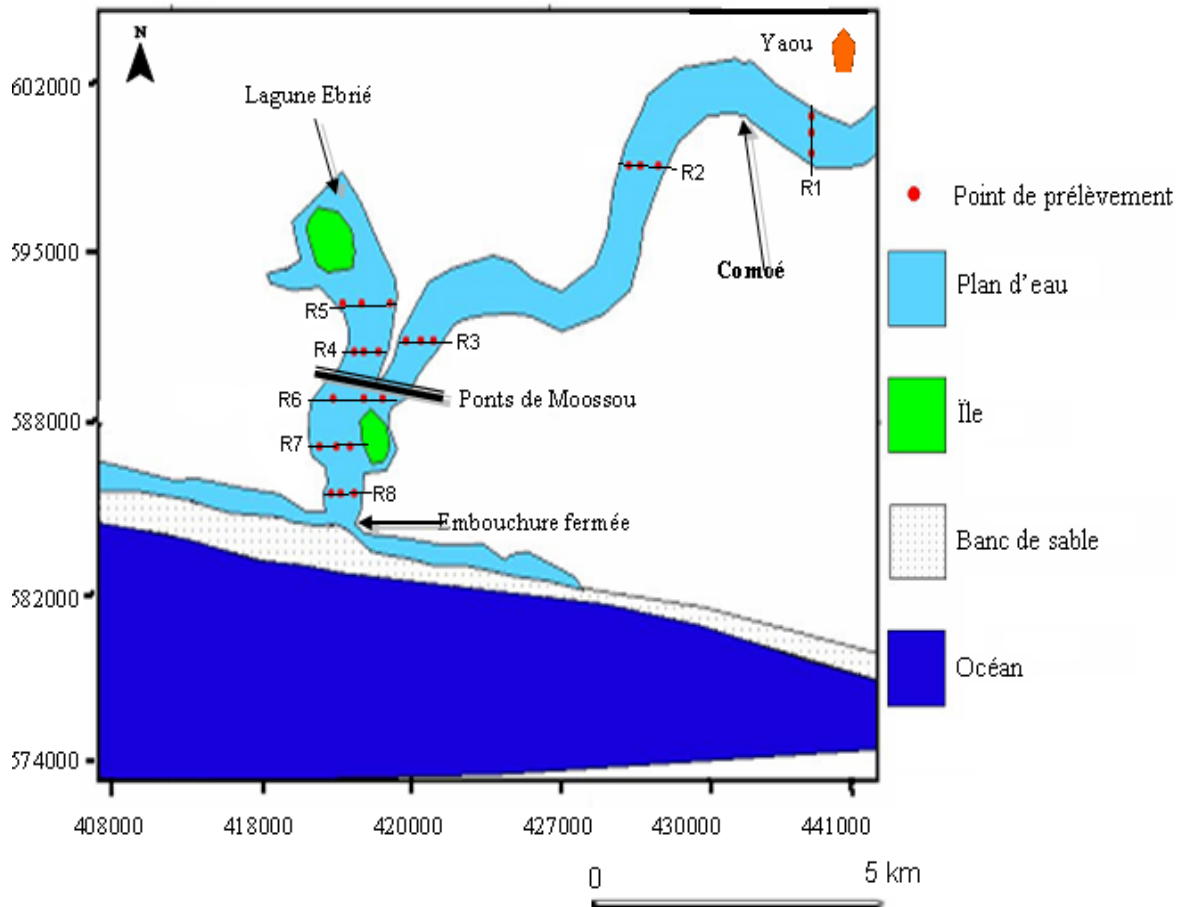 N
Yaou
602000
Lagune Ebrié
R2
R1
Point de prélèvement
595000
Comoé
Plan d'eau
R5
R4
R3
R6
Ponts de Moossou
Ïle
588000
R7
R8
Embouchure fermée
Banc de sable
582000
Océan
574000
408000 418000 420000 427000 430000 441000
0 5 km